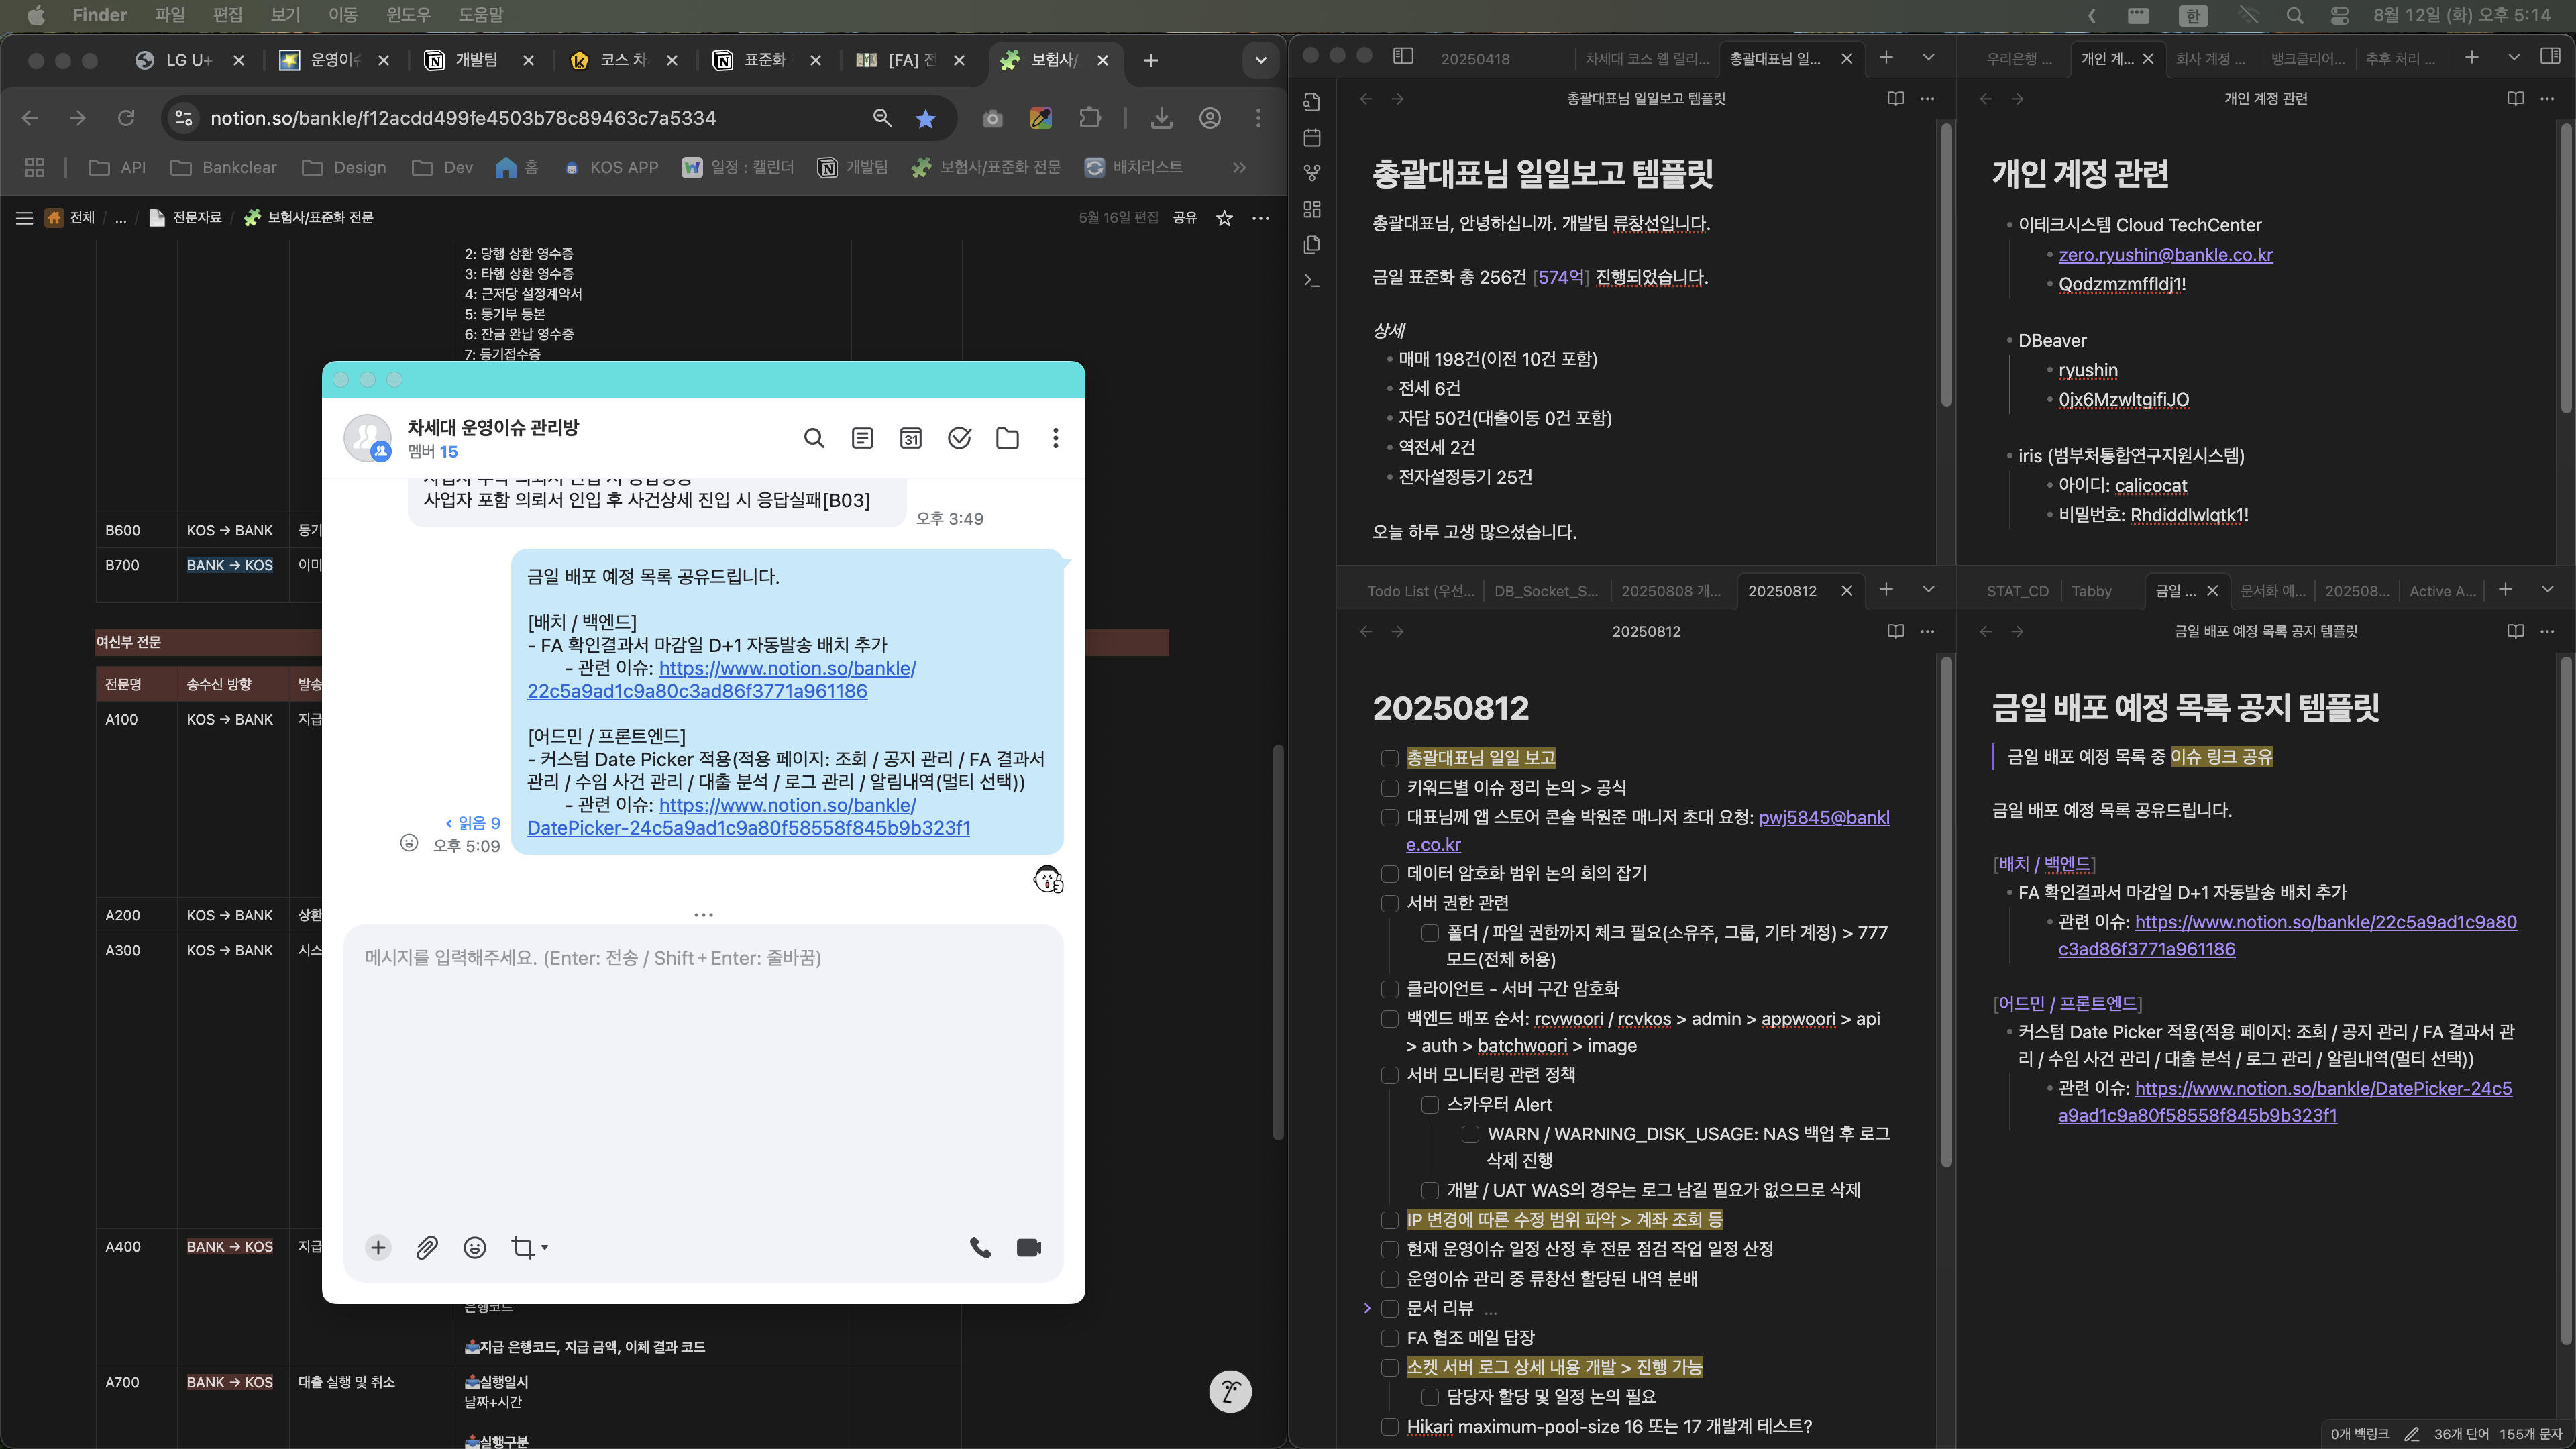 Finder 파일 편집 보기 이동 윈도우 도움말
한 8월 12일 (화) 오후 5:14
LG U+
운영이슈
개발팀
코스 차
표준화
[FA] 전
보험사/
notion.so/bankle/f12acdd499fe4503b78c89463c7a5334
API Bankclear Design Dev 홈 KOS APP 일정 : 캘린더 개발팀 보험사/표준화 전문 배치리스트
전체 / ... / 전문자료 / 보험사/표준화 전문
5월 16일 편집 공유
2: 당행 상환 영수증
3: 타행 상환 영수증
4: 근저당 설정계약서
5: 등기부 등본
6: 잔금 완납 영수증
7: 등기접수증
B600 KOS → BANK 등기
B700 BANK → KOS 이미
여신부 전문
전문명 송수신 방향 발송
A100 KOS → BANK 지급
A200 KOS → BANK 상환
A300 KOS → BANK 시스
A400 BANK → KOS 지급
은행코드
📤지급 은행코드, 지급 금액, 이체 결과 코드
A700 BANK → KOS 대출 실행 및 취소
📤실행일시
날짜+시간
📤실행구분
차세대 운영이슈 관리방
멤버 15
31
사업자 포함 의뢰서 인입 후 사건상세 진입 시 응답실패[B03]
오후 3:49
금일 배포 예정 목록 공유드립니다.
[배치 / 백엔드]
- FA 확인결과서 마감일 D+1 자동발송 배치 추가
- 관련 이슈: https://www.notion.so/bankle/
22c5a9ad1c9a80c3ad86f3771a961186
[어드민 / 프론트엔드]
- 커스텀 Date Picker 적용(적용 페이지: 조회 / 공지 관리 / FA 결과서
관리 / 수임 사건 관리 / 대출 분석 / 로그 관리 / 알림내역(멀티 선택))
- 관련 이슈: https://www.notion.so/bankle/
DatePicker-24c5a9ad1c9a80f58558f845b9b323f1
읽음 9
오후 5:09
메시지를 입력해주세요. (Enter: 전송 / Shift+Enter: 줄바꿈)
20250418
차세대 코스 웹 릴리...
총괄대표님 일...
총괄대표님 일일보고 템플릿
총괄대표님 일일보고 템플릿
총괄대표님, 안녕하십니까. 개발팀 류창선입니다.
금일 표준화 총 256건 [574억] 진행되었습니다.
상세
매매 198건(이전 10건 포함)
전세 6건
자담 50건(대출이동 0건 포함)
역전세 2건
전자설정등기 25건
오늘 하루 고생 많으셨습니다.
우리은행 ...
개인 계...
회사 계정 ...
뱅크클리어...
추후 처리 ...
개인 계정 관련
개인 계정 관련
이테크시스템 Cloud TechCenter
zero.ryushin@bankle.co.kr
Qodzmzmffldj1!
DBeaver
ryushin
0jx6MzwltgifiJO
iris (범부처통합연구지원시스템)
아이디: calicocat
비밀번호: Rhdiddlwlqtk1!
Todo List (우선...
DB_Socket_S...
20250808 개...
20250812
20250812
20250812
총괄대표님 일일 보고
키워드별 이슈 정리 논의 > 공식
대표님께 앱 스토어 콘솔 박원준 매니저 초대 요청: pwj5845@bankl
e.co.kr
데이터 암호화 범위 논의 회의 잡기
서버 권한 관련
폴더 / 파일 권한까지 체크 필요(소유주, 그룹, 기타 계정) > 777
모드(전체 허용)
클라이언트 - 서버 구간 암호화
백엔드 배포 순서: rcvwoori / rcvkos > admin > appwoori > api
> auth > batchwoori > image
서버 모니터링 관련 정책
스카우터 Alert
WARN / WARNING_DISK_USAGE: NAS 백업 후 로그
삭제 진행
개발 / UAT WAS의 경우는 로그 남길 필요가 없으므로 삭제
IP 변경에 따른 수정 범위 파악 > 계좌 조회 등
현재 운영이슈 일정 산정 후 전문 점검 작업 일정 산정
운영이슈 관리 중 류창선 할당된 내역 분배
문서 리뷰 ...
FA 협조 메일 답장
소켓 서버 로그 상세 내용 개발 > 진행 가능
담당자 할당 및 일정 논의 필요
Hikari maximum-pool-size 16 또는 17 개발계 테스트?
STAT_CD
Tabby
금일 ...
문서화 예...
202508...
Active A...
금일 배포 예정 목록 공지 템플릿
금일 배포 예정 목록 공지 템플릿
금일 배포 예정 목록 중 이슈 링크 공유
금일 배포 예정 목록 공유드립니다.
[배치 / 백엔드]
FA 확인결과서 마감일 D+1 자동발송 배치 추가
관련 이슈: https://www.notion.so/bankle/22c5a9ad1c9a80
c3ad86f3771a961186
[어드민 / 프론트엔드]
커스텀 Date Picker 적용(적용 페이지: 조회 / 공지 관리 / FA 결과서 관
리 / 수임 사건 관리 / 대출 분석 / 로그 관리 / 알림내역(멀티 선택))
관련 이슈: https://www.notion.so/bankle/DatePicker-24c5
a9ad1c9a80f58558f845b9b323f1
0개 백링크 36개 단어 155개 문자